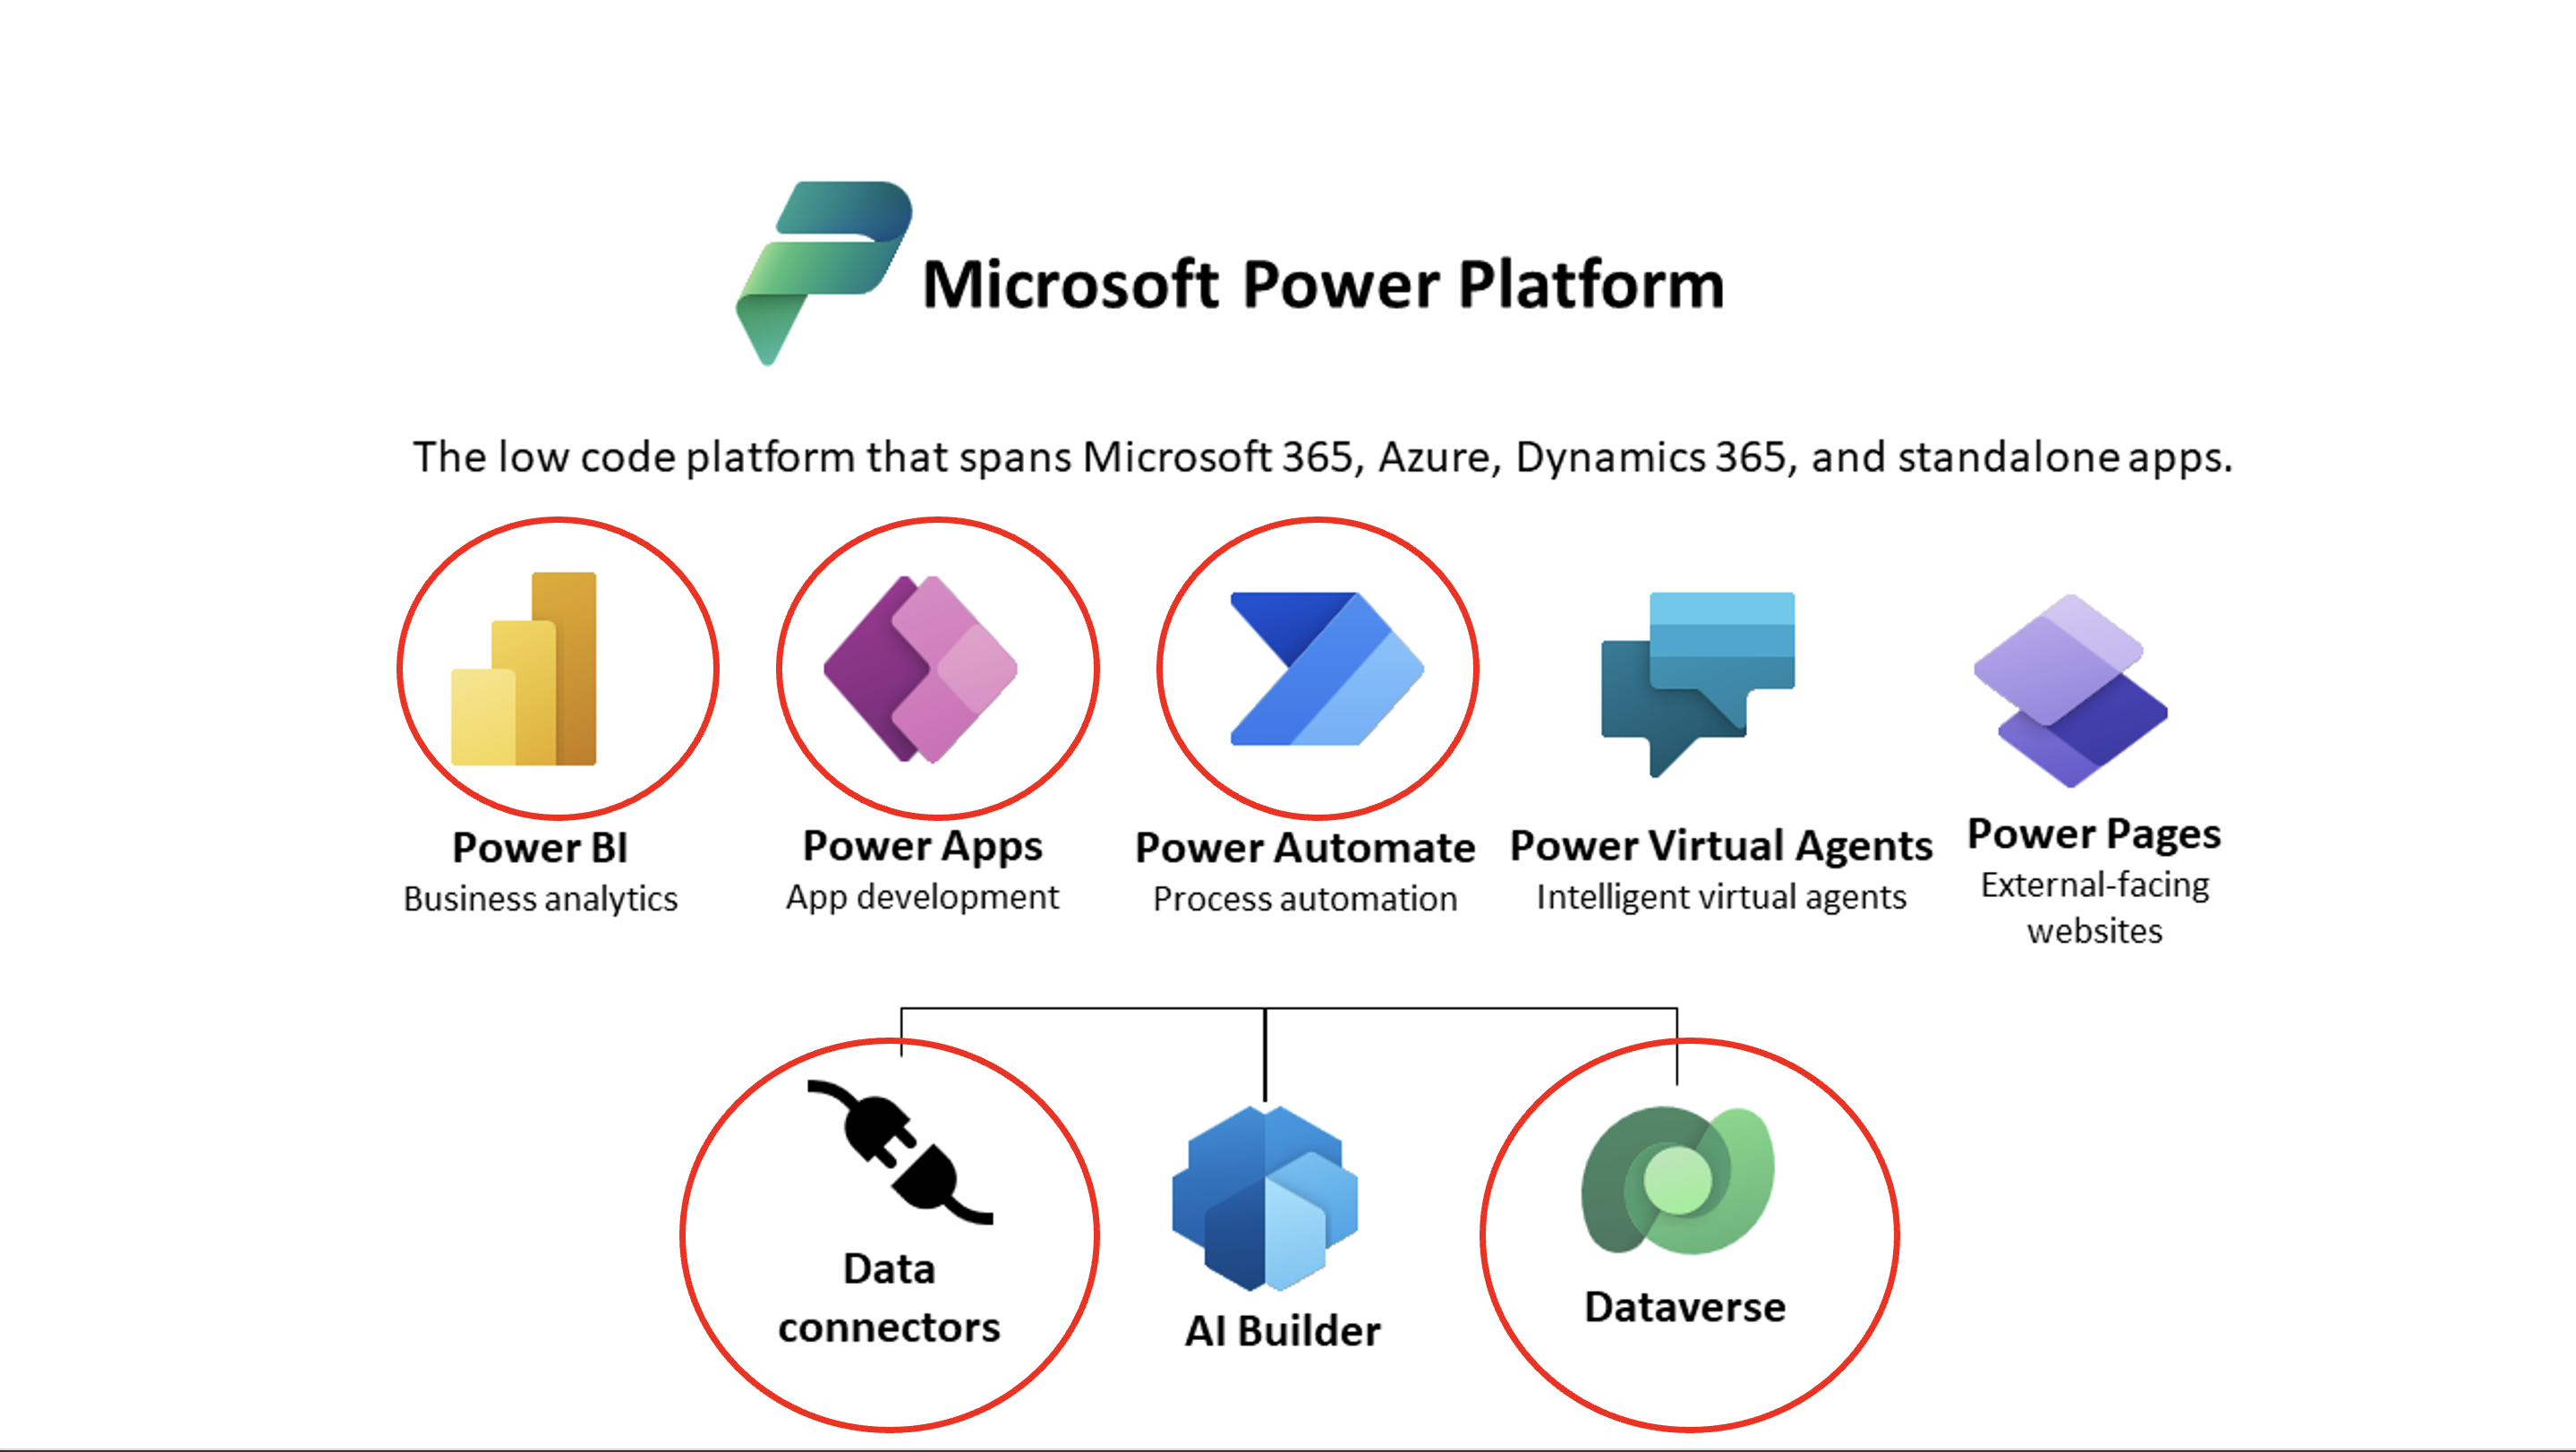 Microsoft Power Platform
The low code platform that spans Microsoft 365, Azure, Dynamics 365, and standalone apps.
Power BI
Business analytics
Power Apps
App development
Power Automate
Process automation
Power Virtual Agents
Intelligent virtual agents
Power Pages
External-facing
websites
Data
connectors
AI Builder
Dataverse